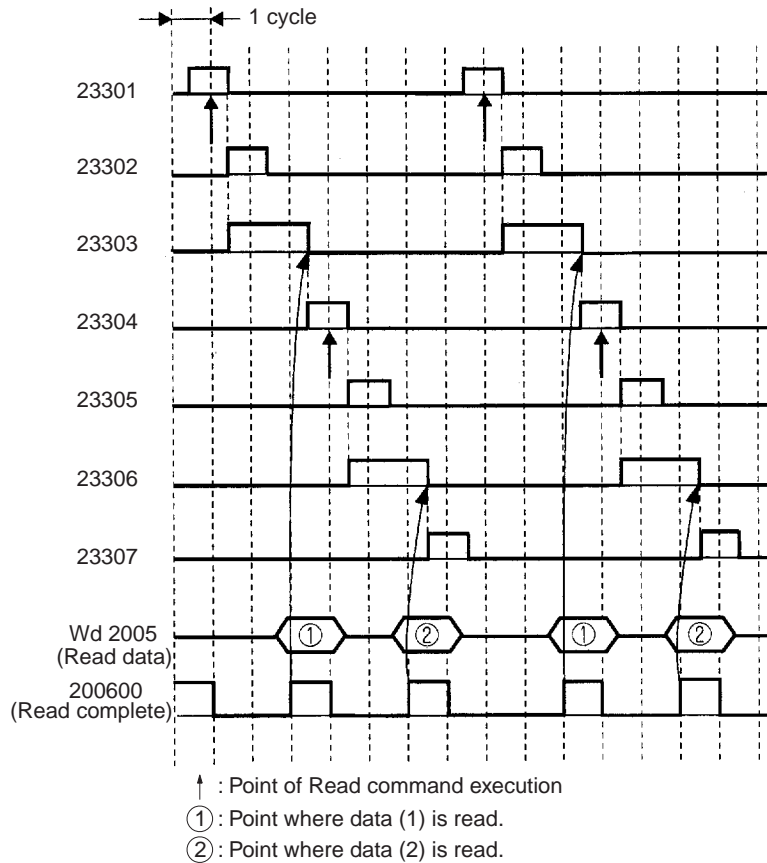 1 cycle
23301
23302
23303
23304
23305
23306
23307
Wd 2005
(Read data)
① ② ① ②
200600
(Read complete)
↑ : Point of Read command execution
① : Point where data (1) is read.
② : Point where data (2) is read.